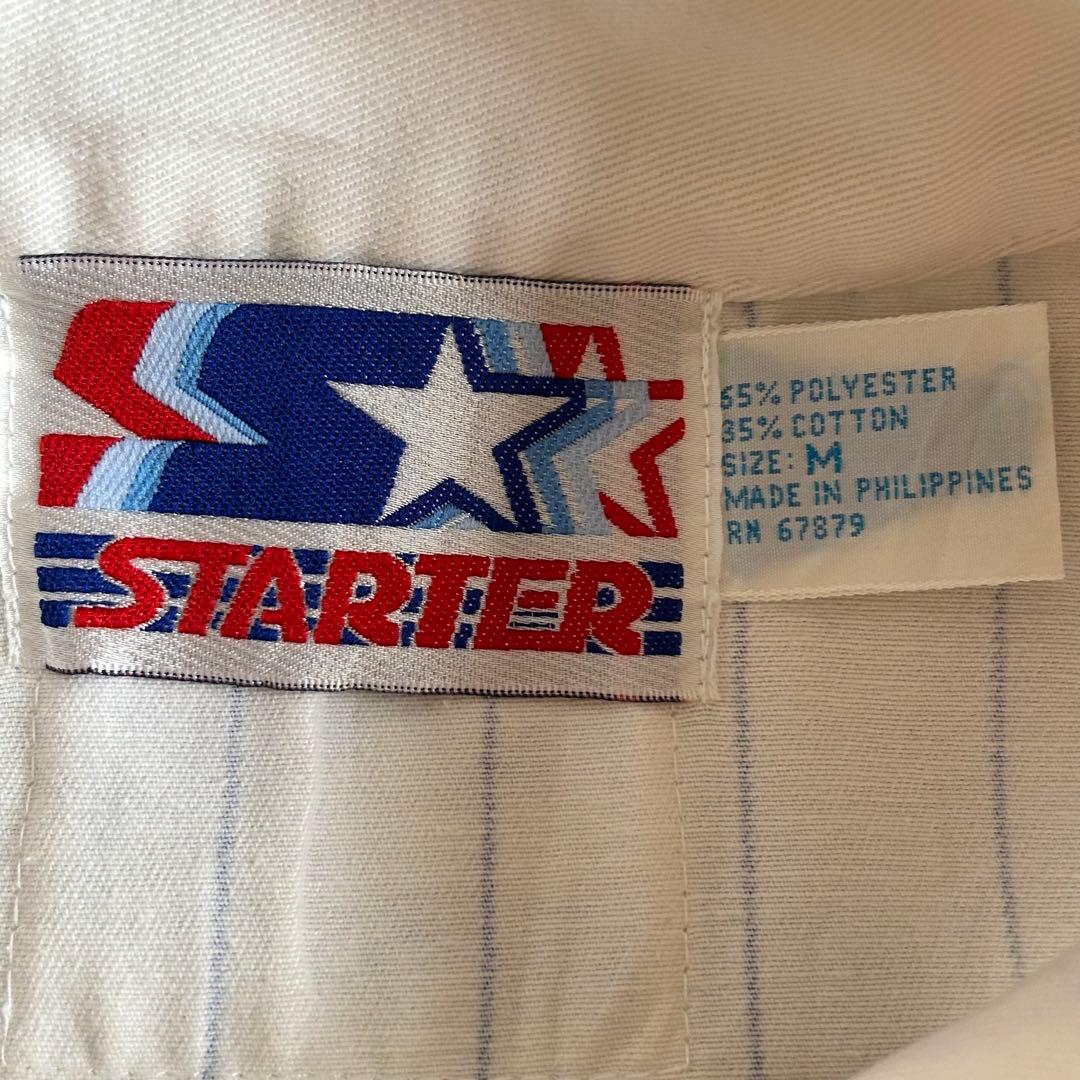 STARTER
65% POLYESTER
35% COTTON
SIZE: M
MADE IN PHILIPPINES
RN 67879